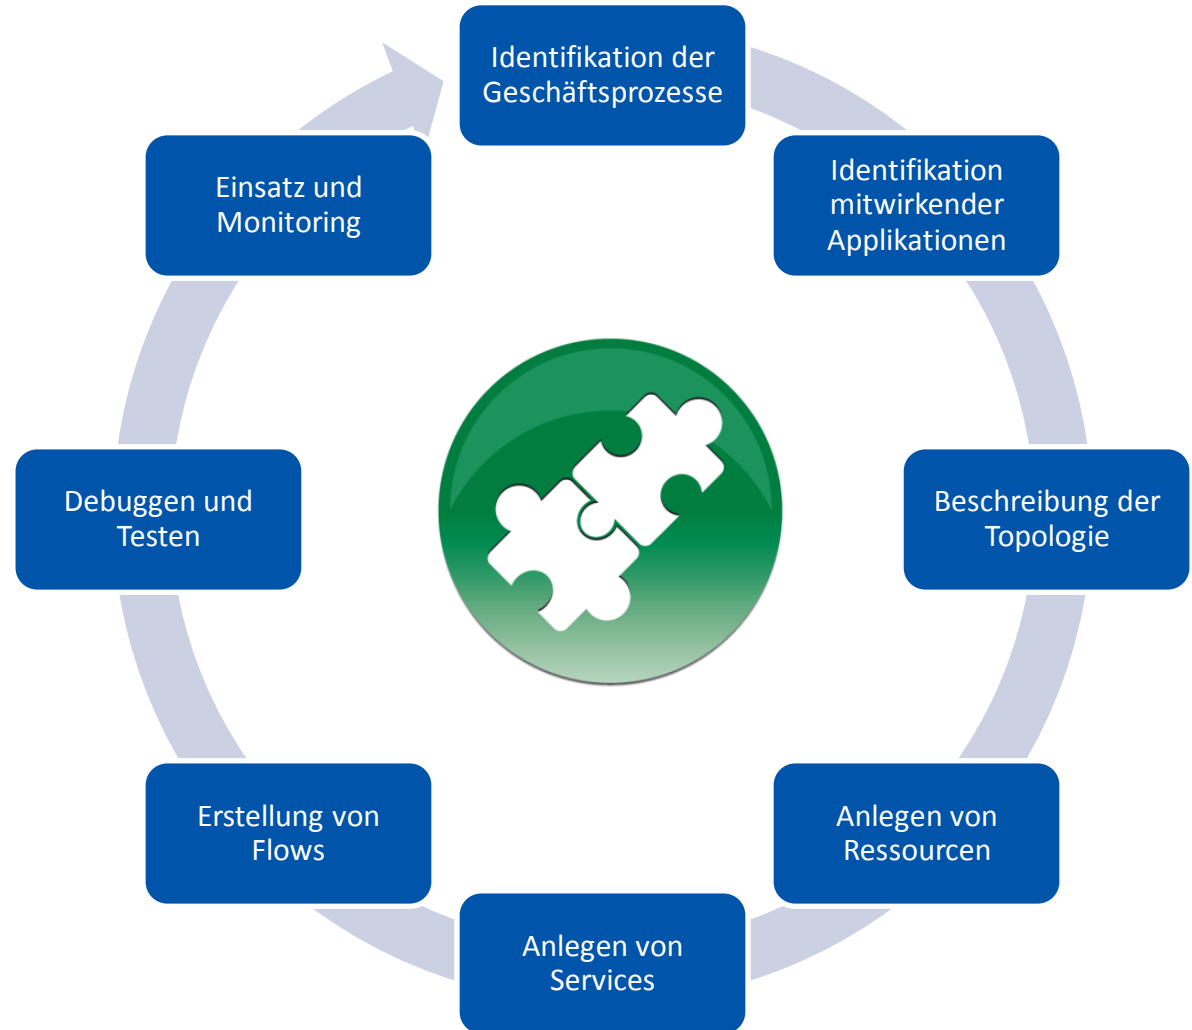 Identifikation der
Geschäftsprozesse
Identifikation
mitwirkender
Applikationen
Beschreibung der
Topologie
Anlegen von
Ressourcen
Anlegen von
Services
Erstellung von
Flows
Debuggen und
Testen
Einsatz und
Monitoring